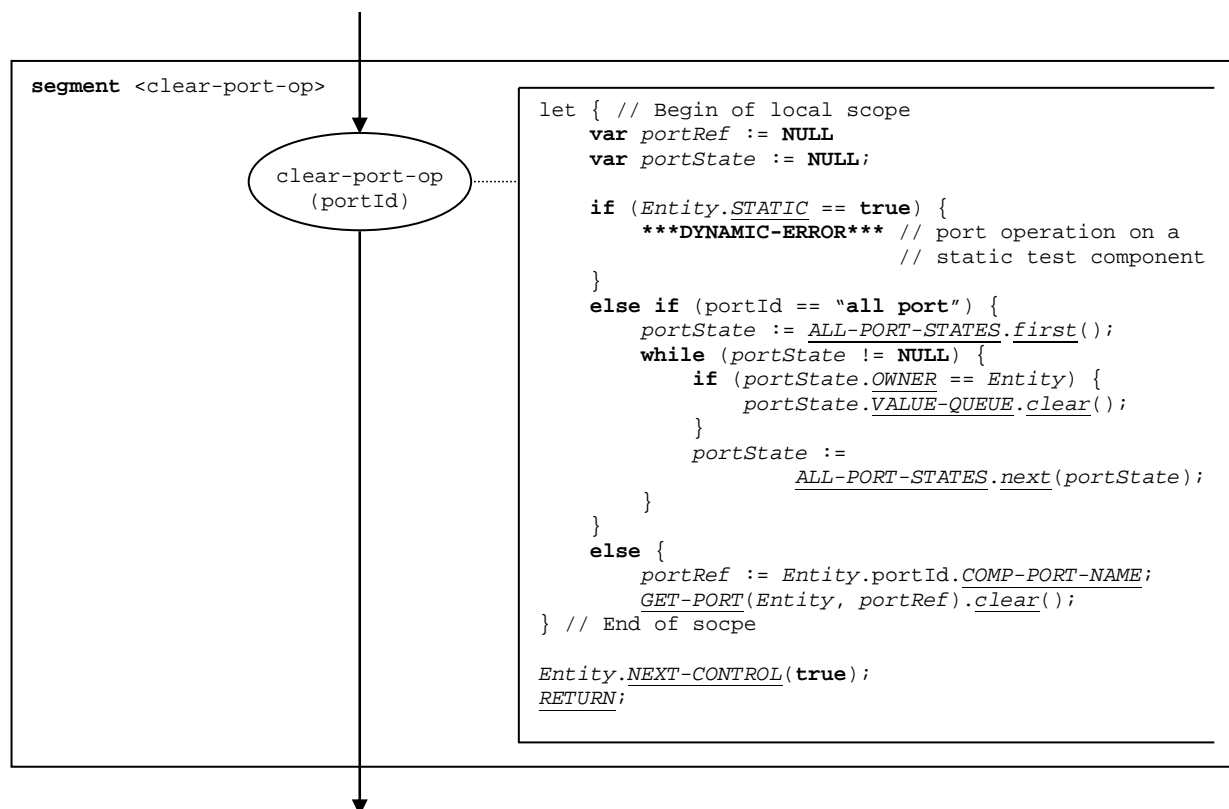 segment <clear-port-op>
clear-port-op
(portId)
let { // Begin of local scope
var portRef := NULL
var portState := NULL;
if (Entity.STATIC == true) {
***DYNAMIC-ERROR*** // port operation on a
// static test component
}
else if (portId == “all port”) {
portState := ALL-PORT-STATES.first();
while (portState != NULL) {
if (portState.OWNER == Entity) {
portState.VALUE-QUEUE.clear();
}
portState :=
ALL-PORT-STATES.next(portState);
}
}
else {
portRef := Entity.portId.COMP-PORT-NAME;
GET-PORT(Entity, portRef).clear();
} // End of socpe
Entity.NEXT-CONTROL(true);
RETURN;